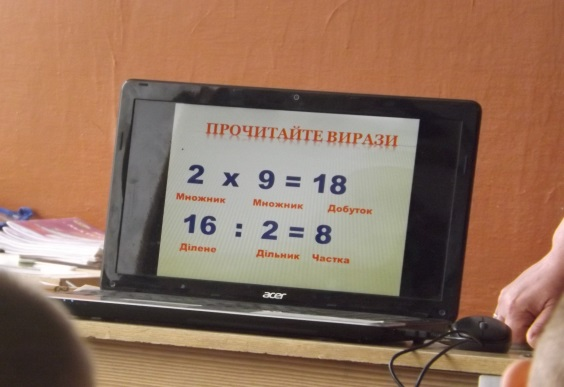 ПРОЧИТАЙТЕ ВИРАЗИ
2 х 9 = 18
Множник Множник Добуток
16 : 2 = 8
Ділене Дільник Частка
acer